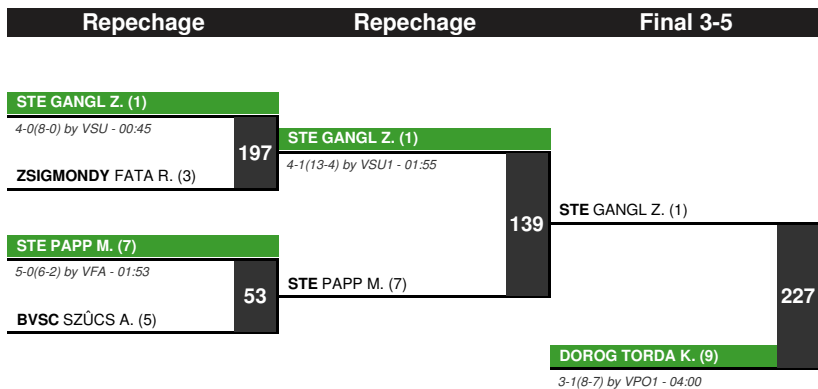 Repechage Repechage Final 3-5
STE GANGL Z. (1)
4-0(8-0) by VSU - 00:45
197
ZSIGMONDY FATA R. (3)
STE PAPP M. (7)
5-0(6-2) by VFA - 01:53
53
BVSC SZÛCS A. (5)
STE GANGL Z. (1)
4-1(13-4) by VSU1 - 01:55
139
STE PAPP M. (7)
STE GANGL Z. (1)
227
DOROG TORDA K. (9)
3-1(8-7) by VPO1 - 04:00